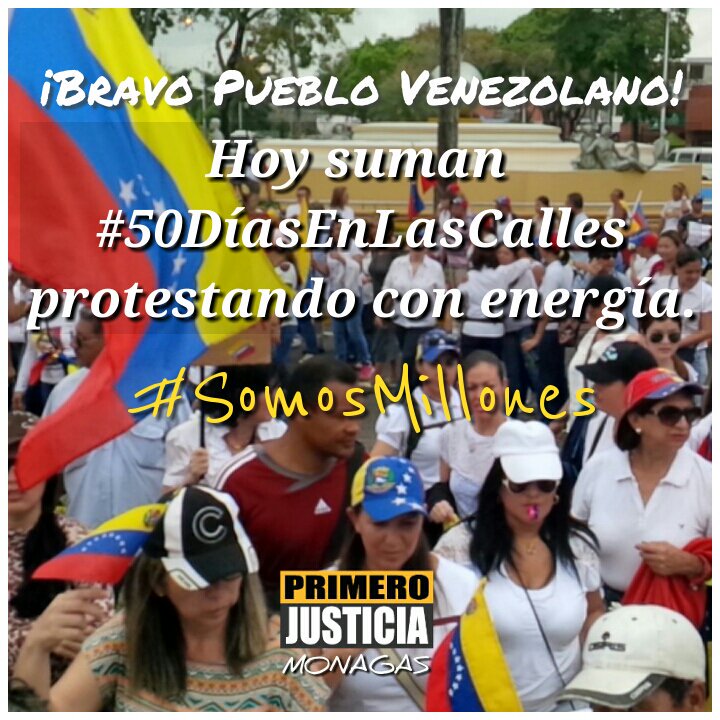 ¡Bravo Pueblo Venezolano!
Hoy suman
#50DíasEnLasCalles
protestando con energía.
#SomosMillones
PRIMERO
JUSTICIA
MONAGAS